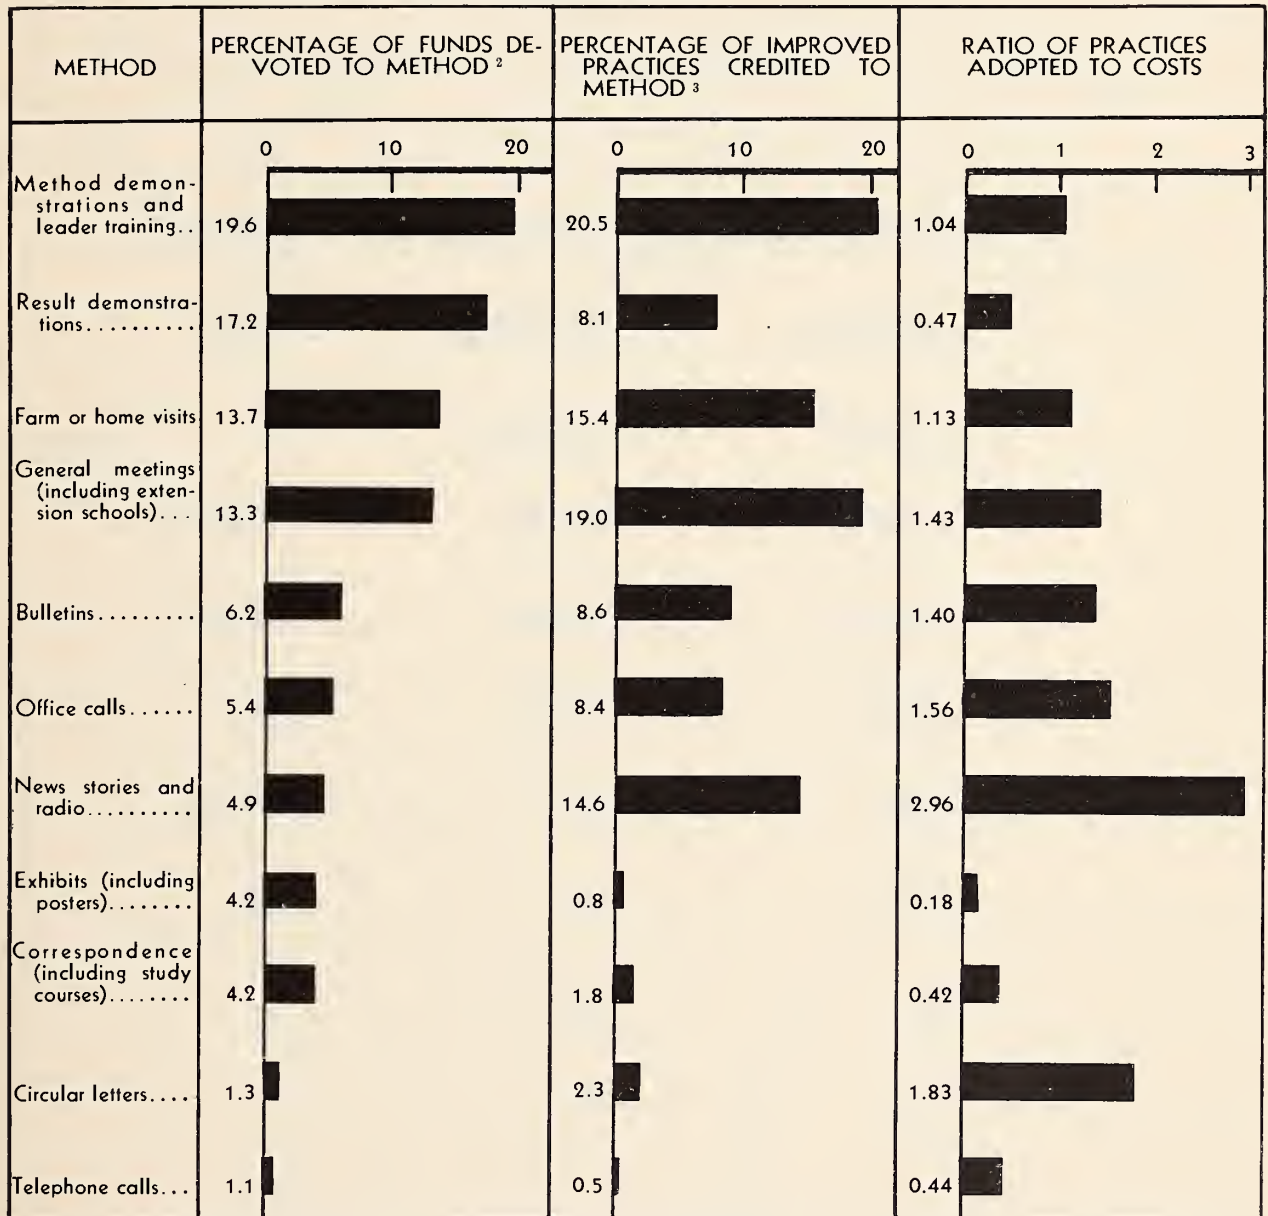 METHOD
PERCENTAGE OF FUNDS DE-
VOTED TO METHOD 2
PERCENTAGE OF IMPROVED
PRACTICES CREDITED TO
METHOD 3
RATIO OF PRACTICES
ADOPTED TO COSTS
0 10 20
0 10 20
0 1 2 3
Method demon-
strations and
leader training.. 19.6 20.5 1.04
Result demonstra-
tions.......... 17.2 8.1 0.47
Farm or home visits 13.7 15.4 1.13
General meetings
(including exten-
sion schools)... 13.3 19.0 1.43
Bulletins......... 6.2 8.6 1.40
Office calls...... 5.4 8.4 1.56
News stories and
radio.......... 4.9 14.6 2.96
Exhibits (including
posters)........ 4.2 0.8 0.18
Correspondence
(including study
courses)........ 4.2 1.8 0.42
Circular letters.... 1.3 2.3 1.83
Telephone calls... 1.1 0.5 0.44